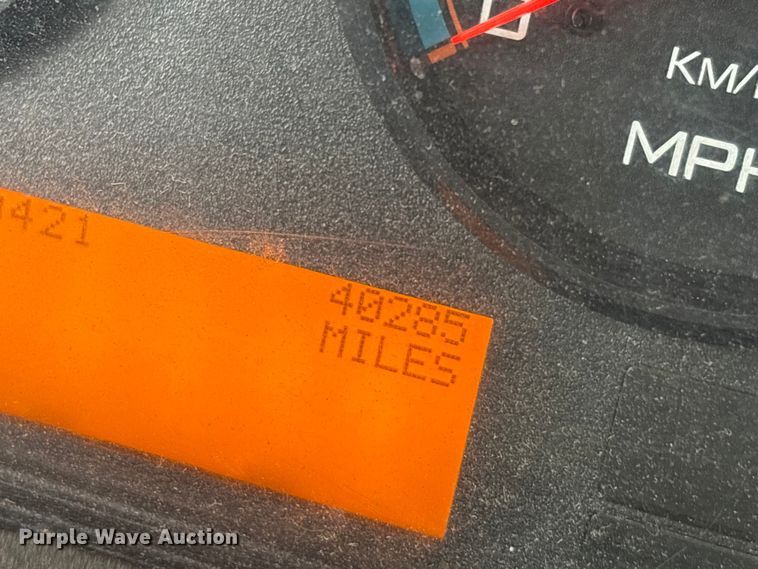 KM/
MPH
421
40285
MILES
Purple Wave Auction